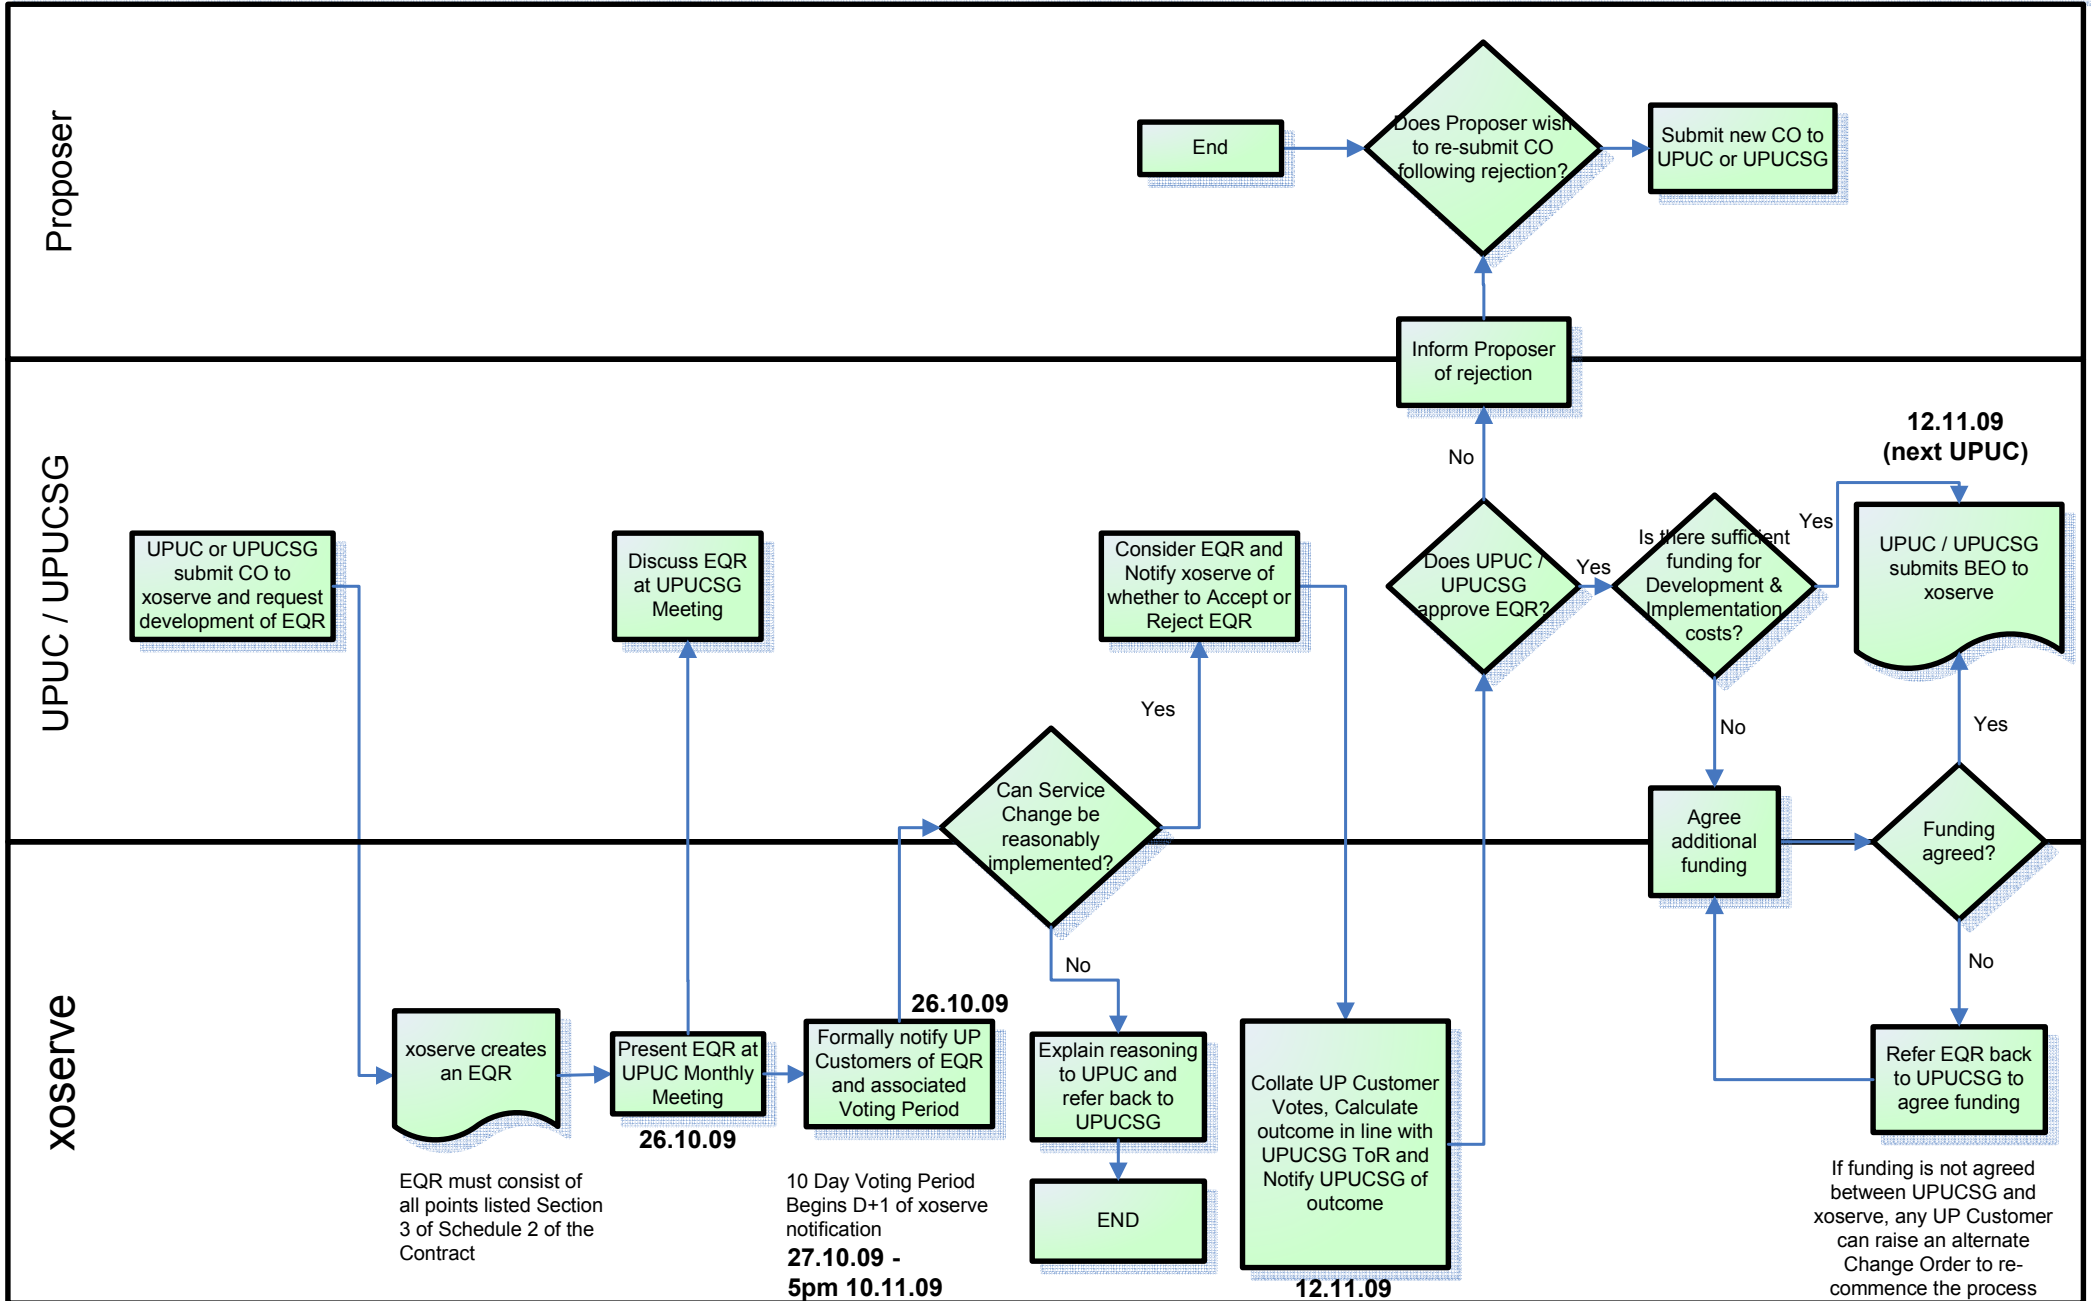 Proposer
End
Does Proposer wish
to re-submit CO
following rejection?
Submit new CO to
UPUC or UPUCSG
Inform Proposer
of rejection
UPUC / UPUCSG
UPUC or UPUCSG
submit CO to
xoserve and request
development of EQR
Discuss EQR
at UPUCSG
Meeting
Consider EQR and
Notify xoserve of
whether to Accept or
Reject EQR
No
Does UPUC /
UPUCSG
approve EQR?
Yes
Is there sufficient
funding for
Development &
Implementation
costs?
Yes
12.11.09
(next UPUC)
UPUC / UPUCSG
submits BEO to
xoserve
Yes
No
Yes
Can Service
Change be
reasonably
implemented?
Agree
additional
funding
Funding
agreed?
No
No
xoserve
xoserve creates
an EQR
Present EQR at
UPUC Monthly
Meeting
26.10.09
26.10.09
Formally notify UP
Customers of EQR
and associated
Voting Period
Explain reasoning
to UPUC and
refer back to
UPUCSG
END
Collate UP Customer
Votes, Calculate
outcome in line with
UPUCSG ToR and
Notify UPUCSG of
outcome
12.11.09
Refer EQR back
to UPUCSG to
agree funding
EQR must consist of
all points listed Section
3 of Schedule 2 of the
Contract
10 Day Voting Period
Begins D+1 of xoserve
notification
27.10.09 -
5pm 10.11.09
If funding is not agreed
between UPUCSG and
xoserve, any UP Customer
can raise an alternate
Change Order to re-
commence the process